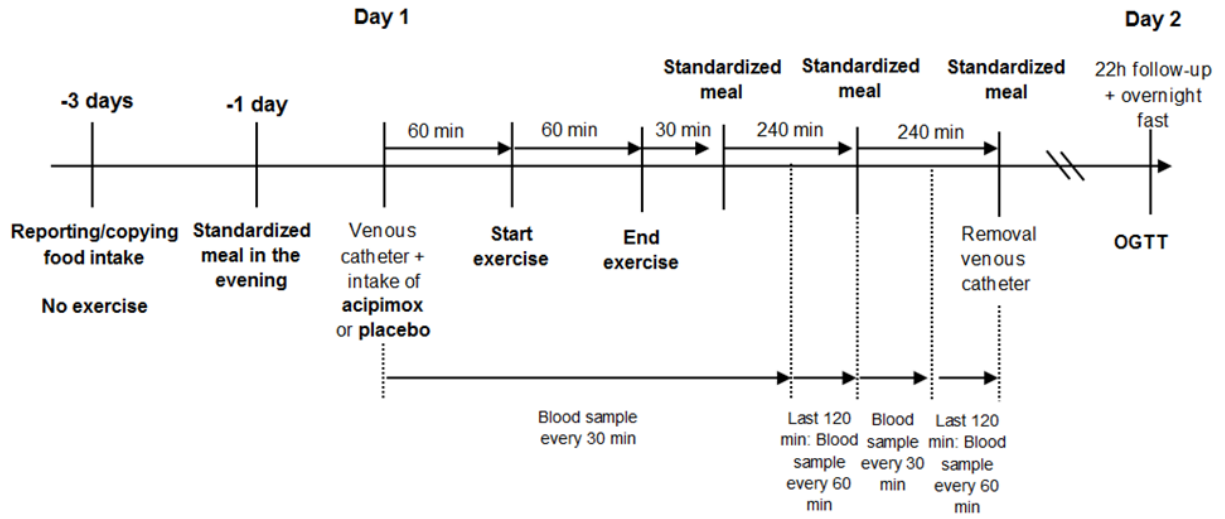 Day 1
Day 2
-3 days
-1 day
Standardized
meal
Standardized
meal
Standardized
meal
22h follow-up
+ overnight
fast
60 min
60 min
30 min
240 min
240 min
Reporting/copying
food intake
No exercise
Standardized
meal in the
evening
Venous
catheter +
intake of
acipimox
or placebo
Start
exercise
End
exercise
Removal
venous
catheter
OGTT
Blood sample
every 30 min
Last 120
min: Blood
sample
every 60
min
Blood
sample
every 30
min
Last 120
min: Blood
sample
every 60
min